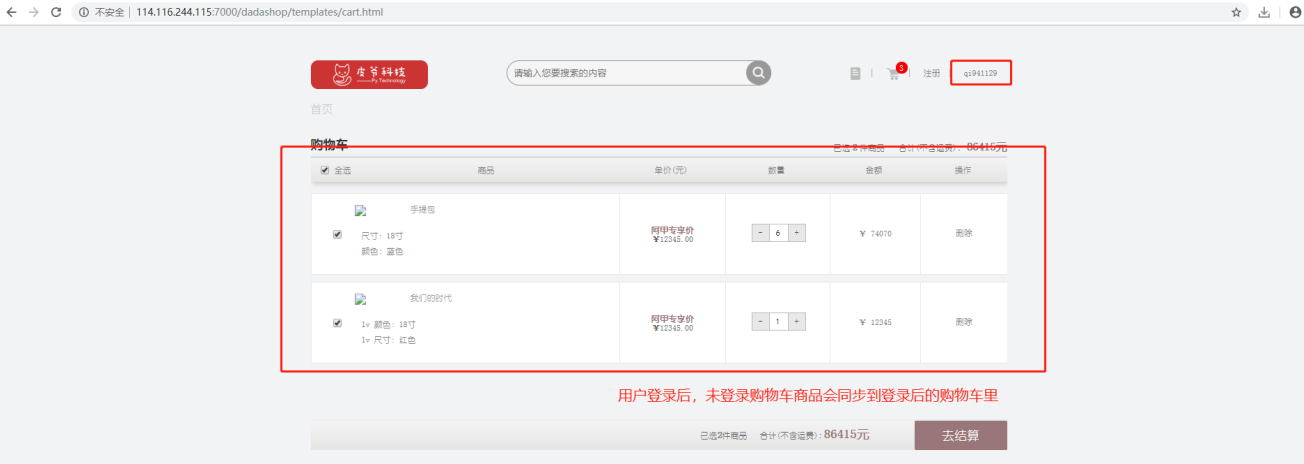 不安全 | 114.116.244.115:7000/dadashop/templates/cart.html
皮爷科技
Py Technology
请输入您要搜索的内容
3
注册
qi941129
首页
购物车
已选2件商品 合计(不含运费): 86415元
全选 商品 单价(元) 数量 金额 操作
手提包
尺寸: 18寸
颜色: 蓝色
阿甲专享价
¥12345.00
- 6 +
¥ 74070
删除
我们的时代
1v 颜色: 18寸
1v 尺寸: 红色
阿甲专享价
¥12345.00
- 1 +
¥ 12345
删除
用户登录后，未登录购物车商品会同步到登录后的购物车里
已选2件商品 合计(不含运费): 86415元
去结算